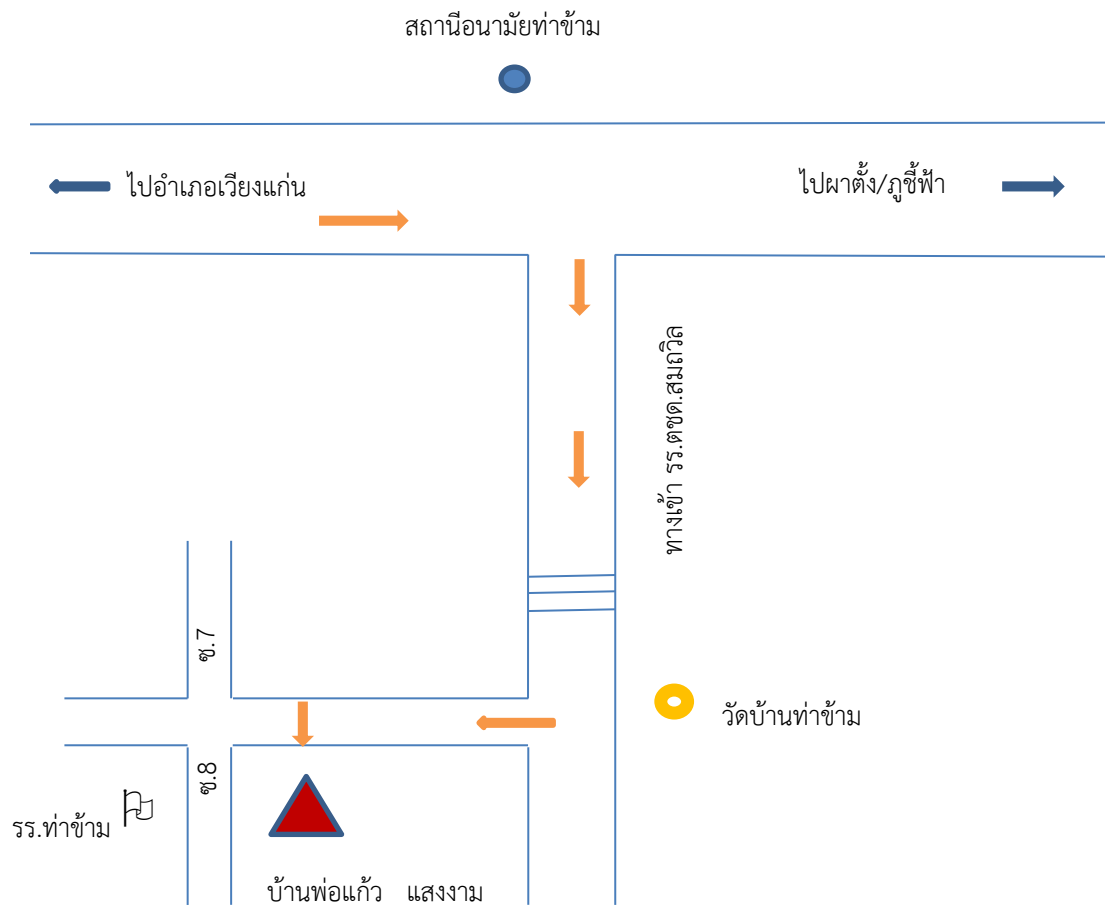 สถานีอนามัยท่าข้าม
ไปอำเภอเวียงแก่น
ไปผาตั้ง/ภูชี้ฟ้า
ทางเข้า รร.ตชด.สมถวิล
ซ.7
วัดบ้านท่าข้าม
ซ.8
รร.ท่าข้าม
บ้านพ่อแก้ว แสงงาม